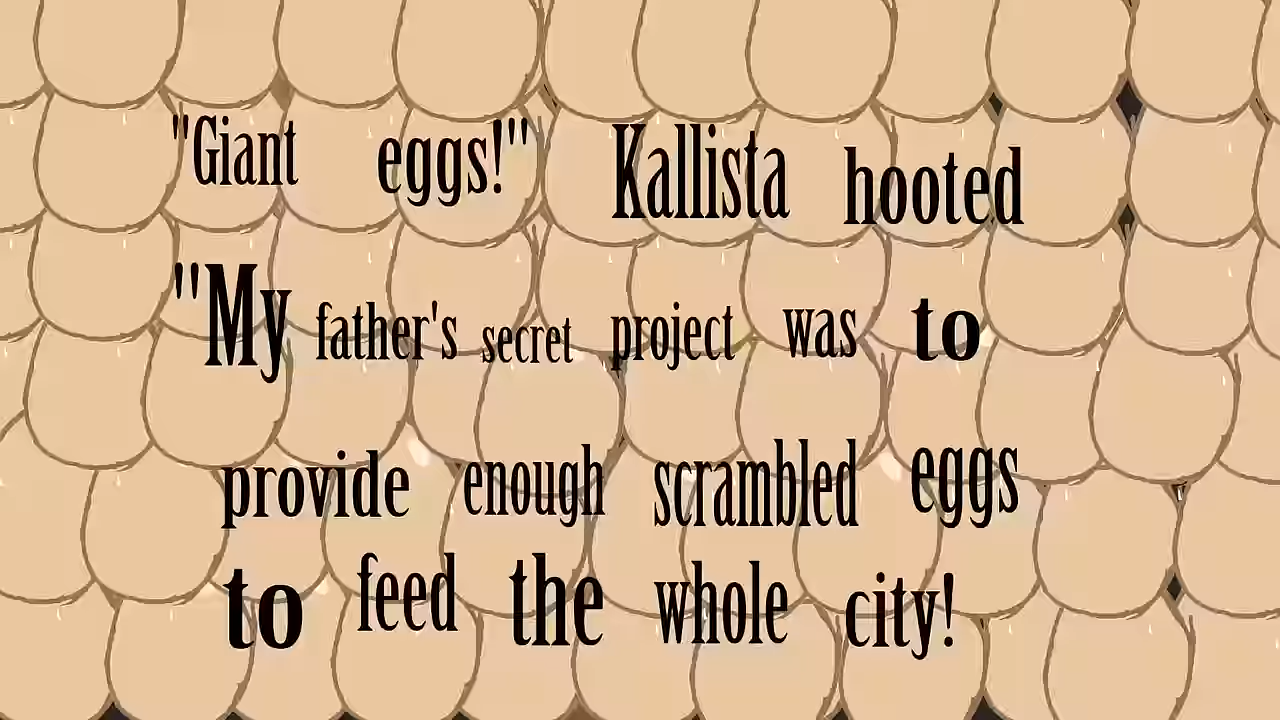 "Giant eggs!" Kallista hooted
"My father's secret project was to
provide enough scrambled eggs
to feed the whole city!